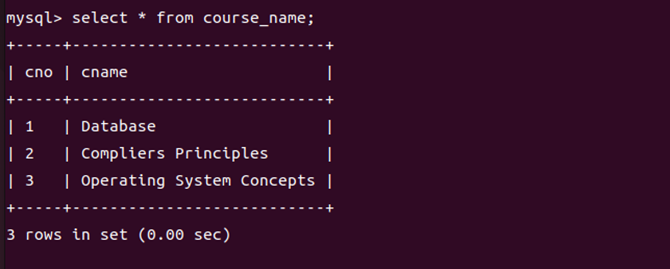 mysql> select * from course_name;
+-----+---------------------------+
| cno | cname                     |
+-----+---------------------------+
| 1   | Database                  |
| 2   | Compliers Principles      |
| 3   | Operating System Concepts |
+-----+---------------------------+
3 rows in set (0.00 sec)